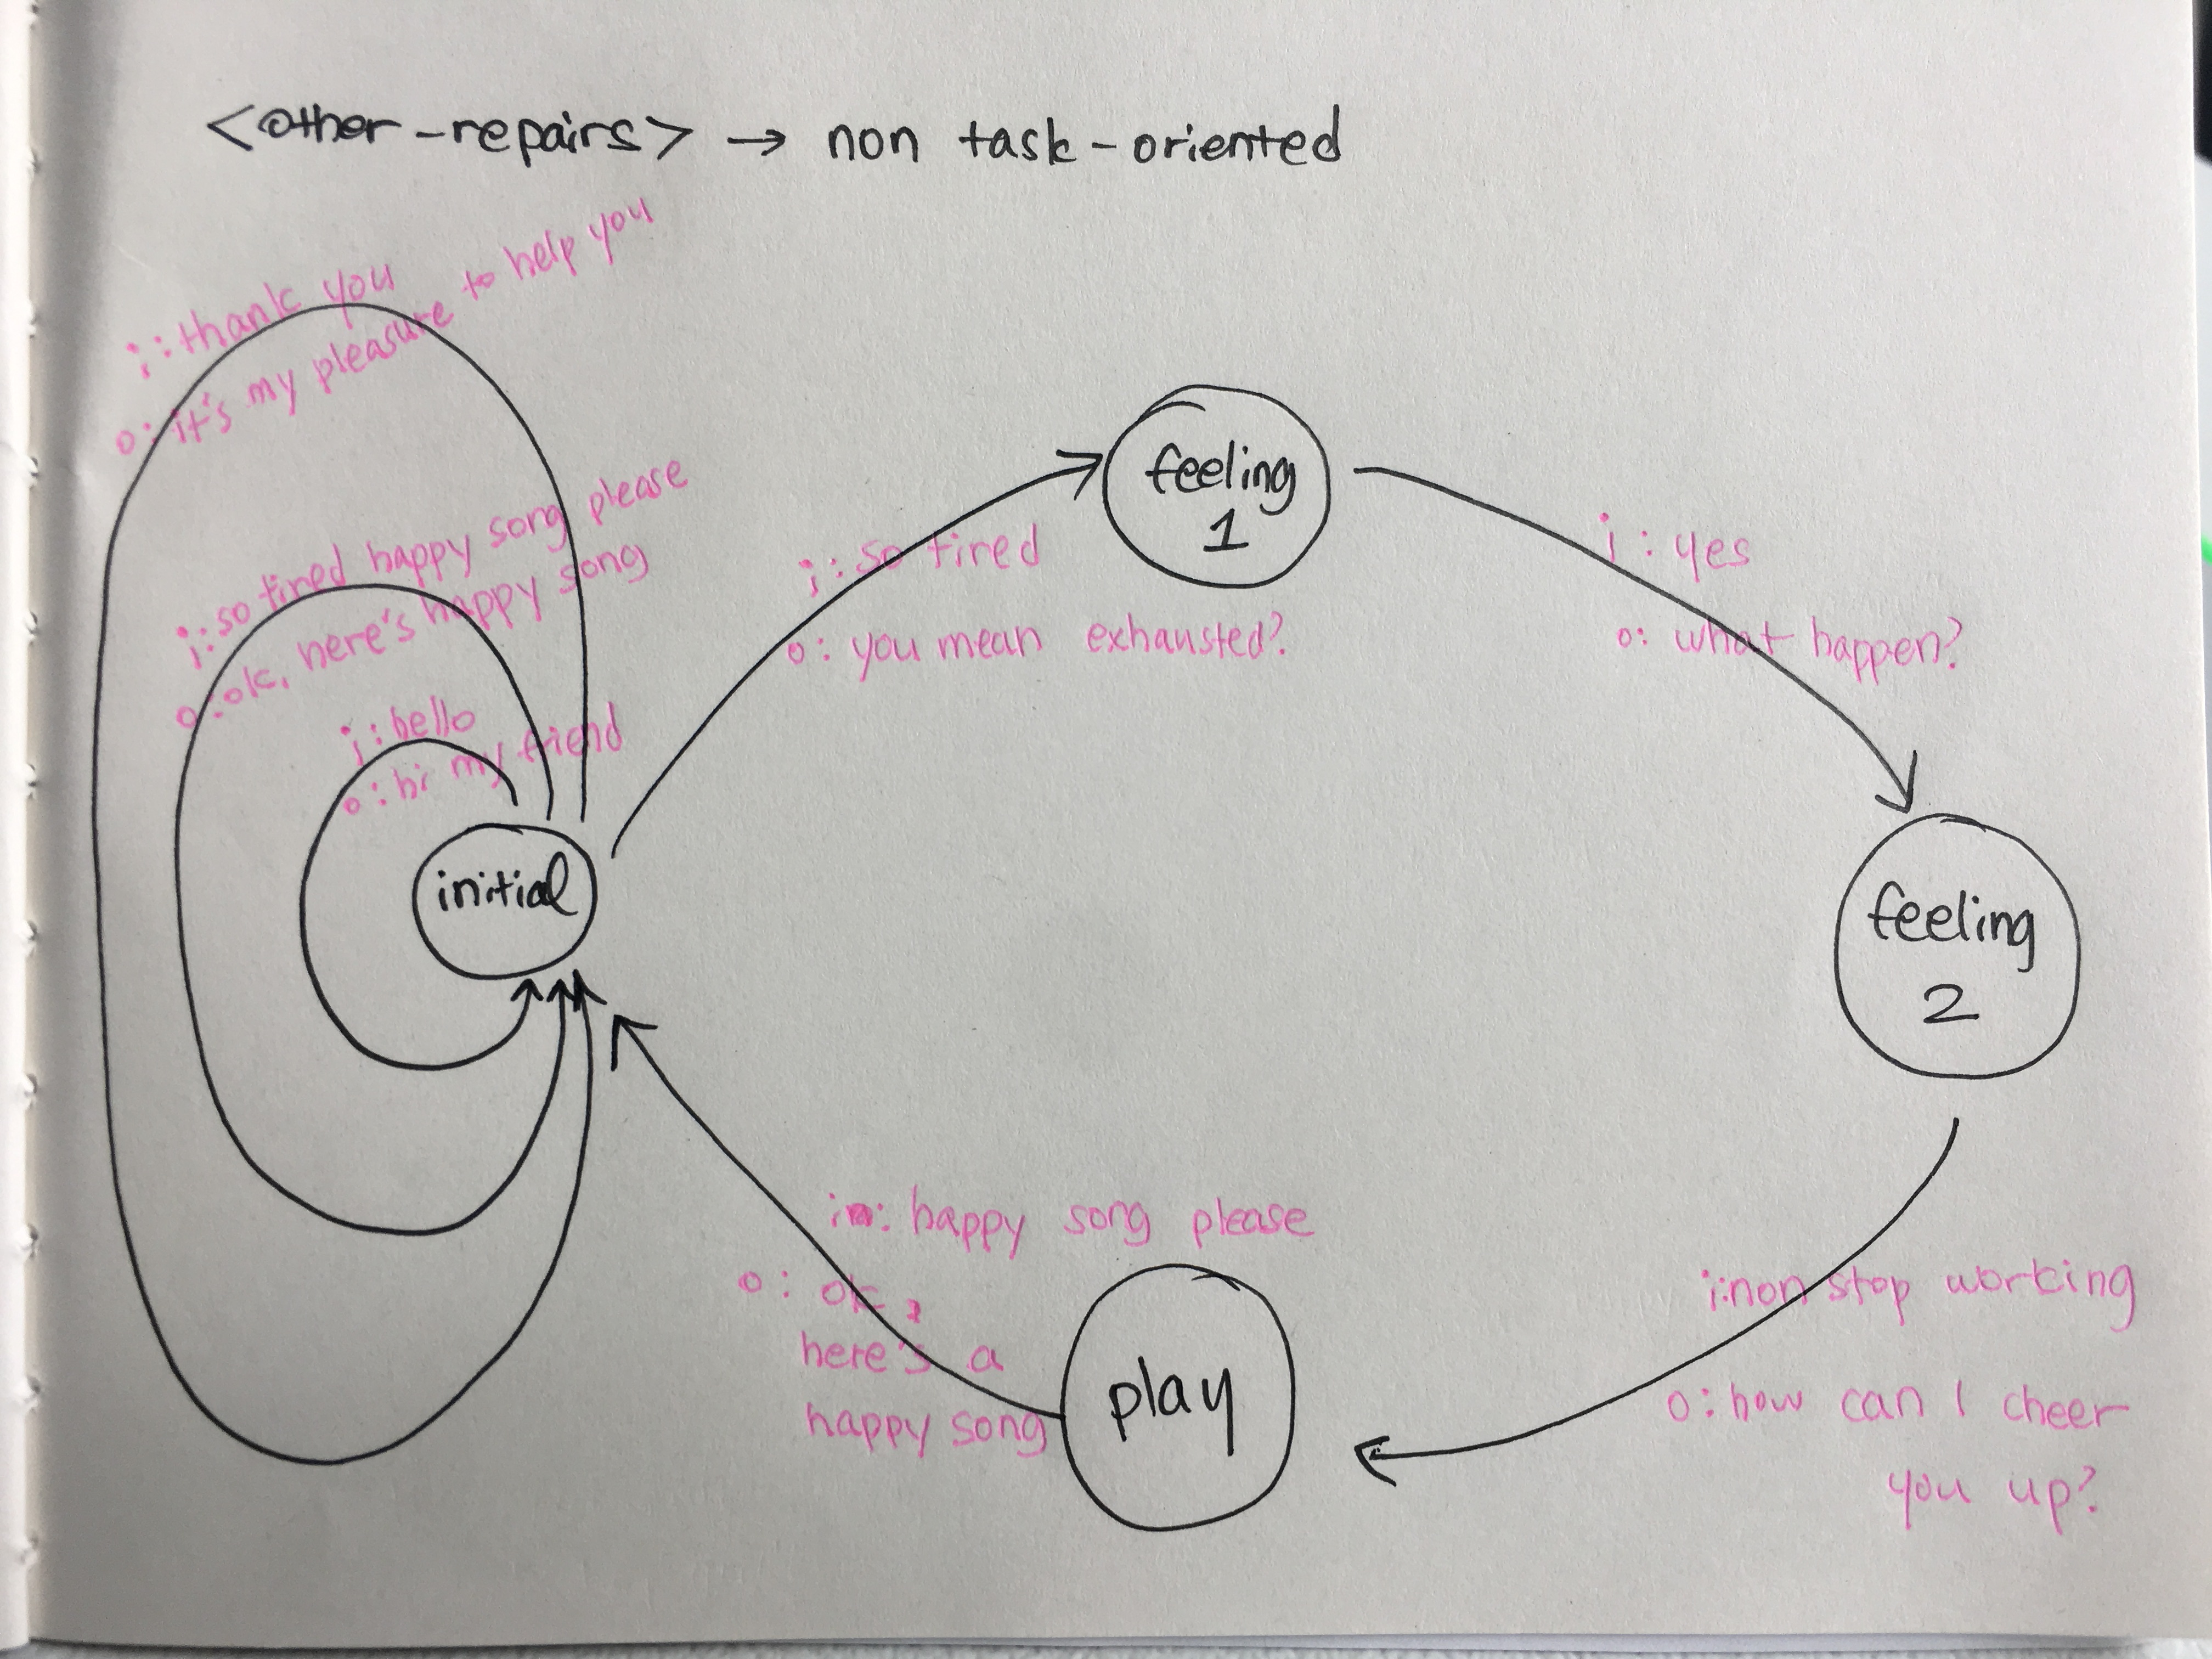 <other-repairs> → non task-oriented
i: thank you
o: it's my pleasure to help you
i: so tired happy song please
o: ok, here's happy song
i: hello
o: hi my friend
initial
feeling
1
i: so tired
o: you mean exhausted?
i: yes
o: what happen?
feeling
2
i: non stop working
o: how can I cheer
you up?
play
i: happy song please
o: ok,
here's a
happy song